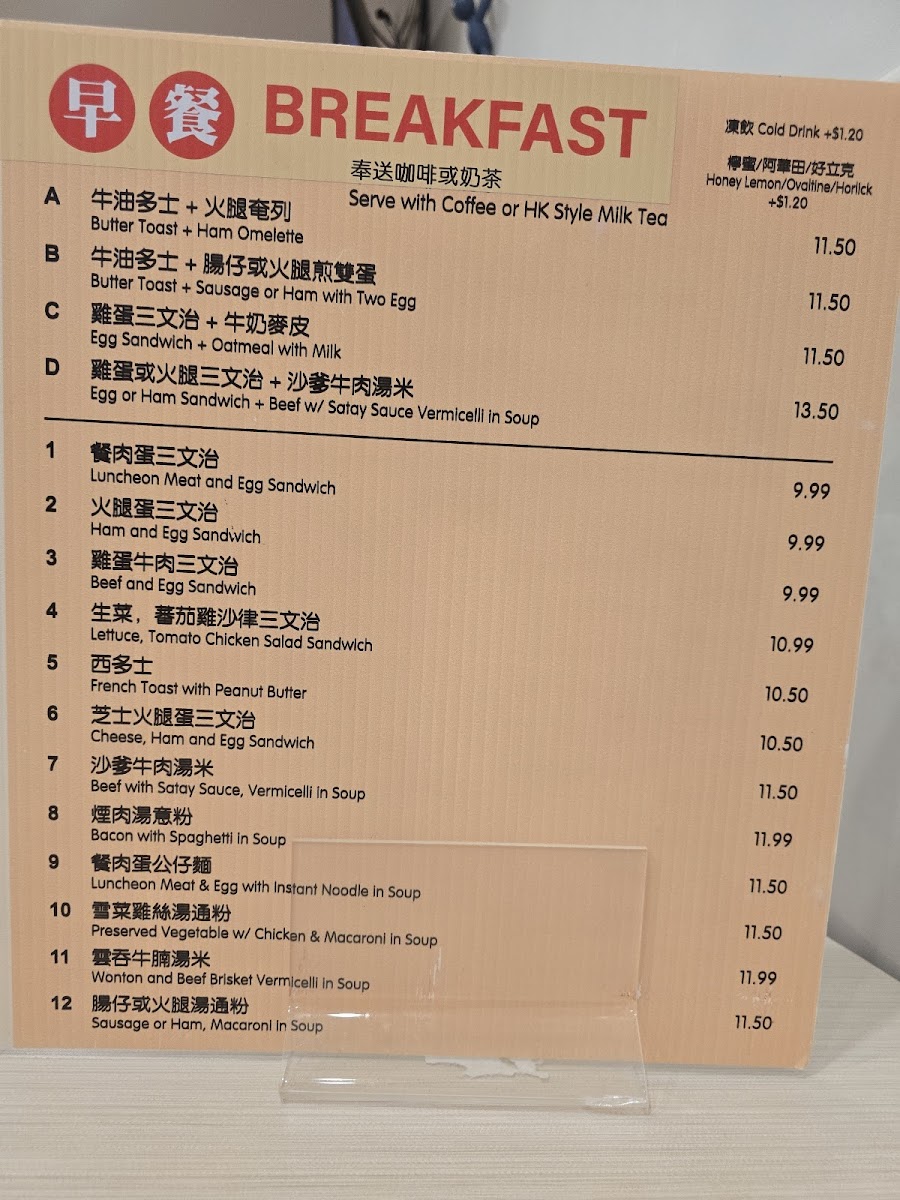 早餐 BREAKFAST
奉送咖啡或奶茶
Serve with Coffee or HK Style Milk Tea
凍飲 Cold Drink +$1.20
檸蜜/阿華田/好立克
Honey Lemon/Ovaltine/Horlick
+$1.20
A 牛油多士 + 火腿奄列
Butter Toast + Ham Omelette 11.50
B 牛油多士 + 腸仔或火腿煎雙蛋
Butter Toast + Sausage or Ham with Two Egg 11.50
C 雞蛋三文治 + 牛奶麥皮
Egg Sandwich + Oatmeal with Milk 11.50
D 雞蛋或火腿三文治 + 沙爹牛肉湯米
Egg or Ham Sandwich + Beef w/ Satay Sauce Vermicelli in Soup 13.50
1 餐肉蛋三文治
Luncheon Meat and Egg Sandwich 9.99
2 火腿蛋三文治
Ham and Egg Sandwich 9.99
3 雞蛋牛肉三文治
Beef and Egg Sandwich 9.99
4 生菜，蕃茄雞沙律三文治
Lettuce, Tomato Chicken Salad Sandwich 10.99
5 西多士
French Toast with Peanut Butter 10.50
6 芝士火腿蛋三文治
Cheese, Ham and Egg Sandwich 10.50
7 沙爹牛肉湯米
Beef with Satay Sauce, Vermicelli in Soup 11.50
8 煙肉湯意粉
Bacon with Spaghetti in Soup 11.99
9 餐肉蛋公仔麵
Luncheon Meat & Egg with Instant Noodle in Soup 11.50
10 雪菜雞絲湯通粉
Preserved Vegetable w/ Chicken & Macaroni in Soup 11.50
11 雲吞牛腩湯米
Wonton and Beef Brisket Vermicelli in Soup 11.99
12 腸仔或火腿湯通粉
Sausage or Ham, Macaroni in Soup 11.50